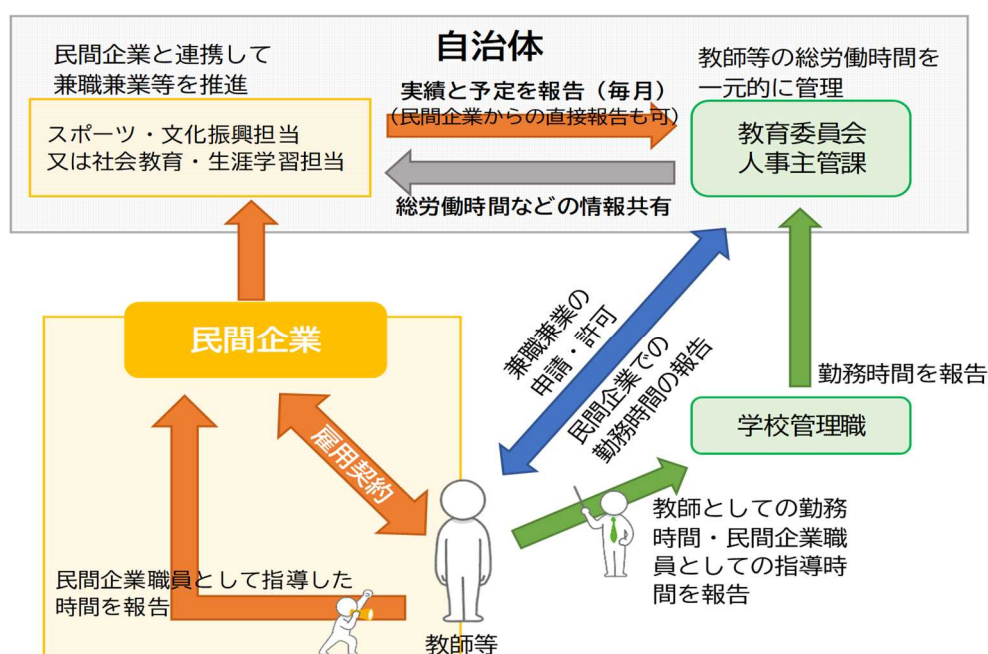 自治体
民間企業と連携して
兼職兼業等を推進
スポーツ・文化振興担当
又は社会教育・生涯学習担当
実績と予定を報告（毎月）
（民間企業からの直接報告も可）
総労働時間などの情報共有
教師等の総労働時間を
一元的に管理
教育委員会
人事主管課
民間企業
雇用契約
兼職兼業の
申請・許可
民間企業での
勤務時間の報告
勤務時間を報告
学校管理職
教師としての勤務
時間・民間企業職
員としての指導時
間を報告
民間企業職員として指導した
時間を報告
教師等